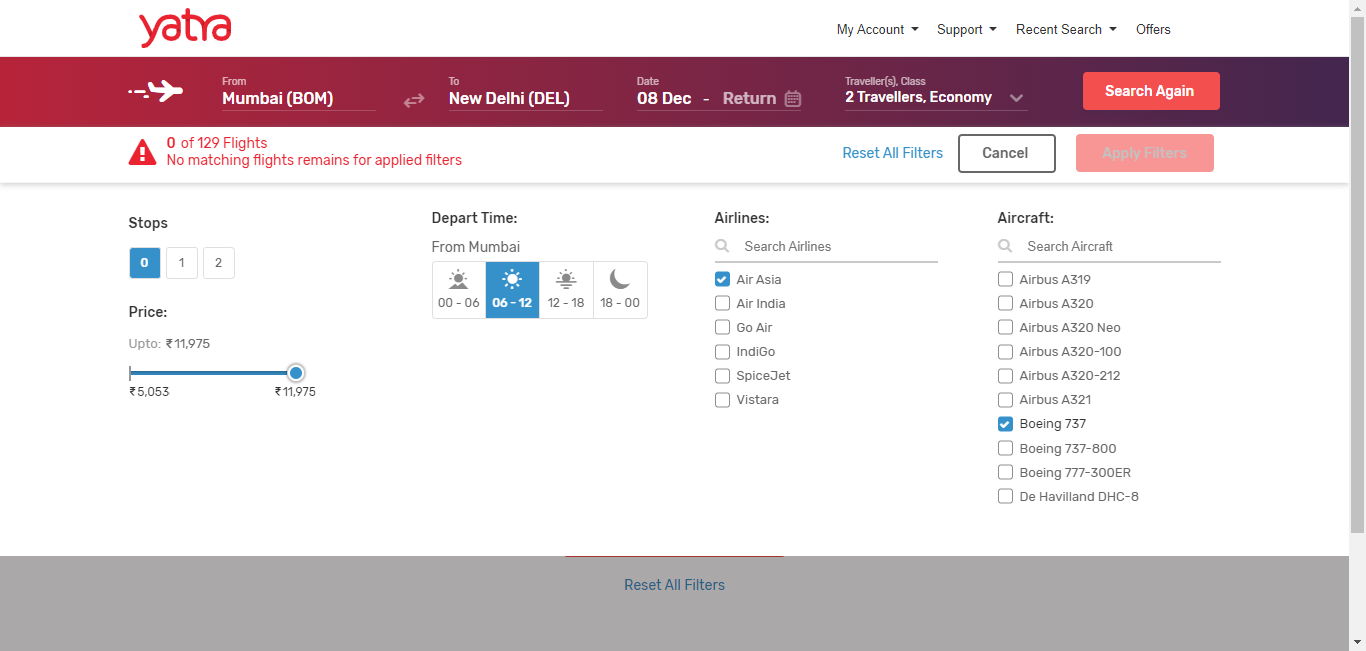 yatra
My Account
Support
Recent Search
Offers
From
Mumbai (BOM)
To
New Delhi (DEL)
Date
08 Dec - Return
Traveller(s), Class
2 Travellers, Economy
Search Again
0 of 129 Flights
No matching flights remains for applied filters
Reset All Filters
Cancel
Apply Filters
Stops
0 1 2
Price:
Upto: ₹11,975
₹5,053 ₹11,975
Depart Time:
From Mumbai
00 - 06 06 - 12 12 - 18 18 - 00
Airlines:
Search Airlines
Air Asia
Air India
Go Air
IndiGo
SpiceJet
Vistara
Aircraft:
Search Aircraft
Airbus A319
Airbus A320
Airbus A320 Neo
Airbus A320-100
Airbus A320-212
Airbus A321
Boeing 737
Boeing 737-800
Boeing 777-300ER
De Havilland DHC-8
Reset All Filters